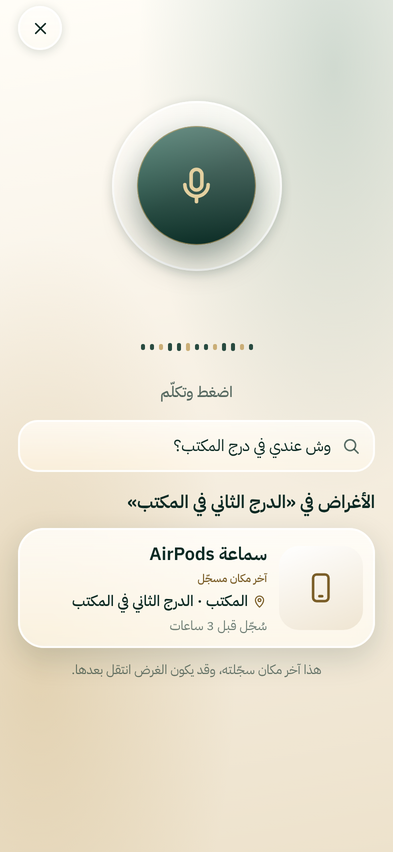 اضغط وتكلّم
وش عندي في درج المكتب؟
الأغراض في «الدرج الثاني في المكتب»
سماعة AirPods
آخر مكان مسجّل
المكتب · الدرج الثاني في المكتب
سُجّل قبل 3 ساعات
هذا آخر مكان سجّلته، وقد يكون الغرض انتقل بعدها.